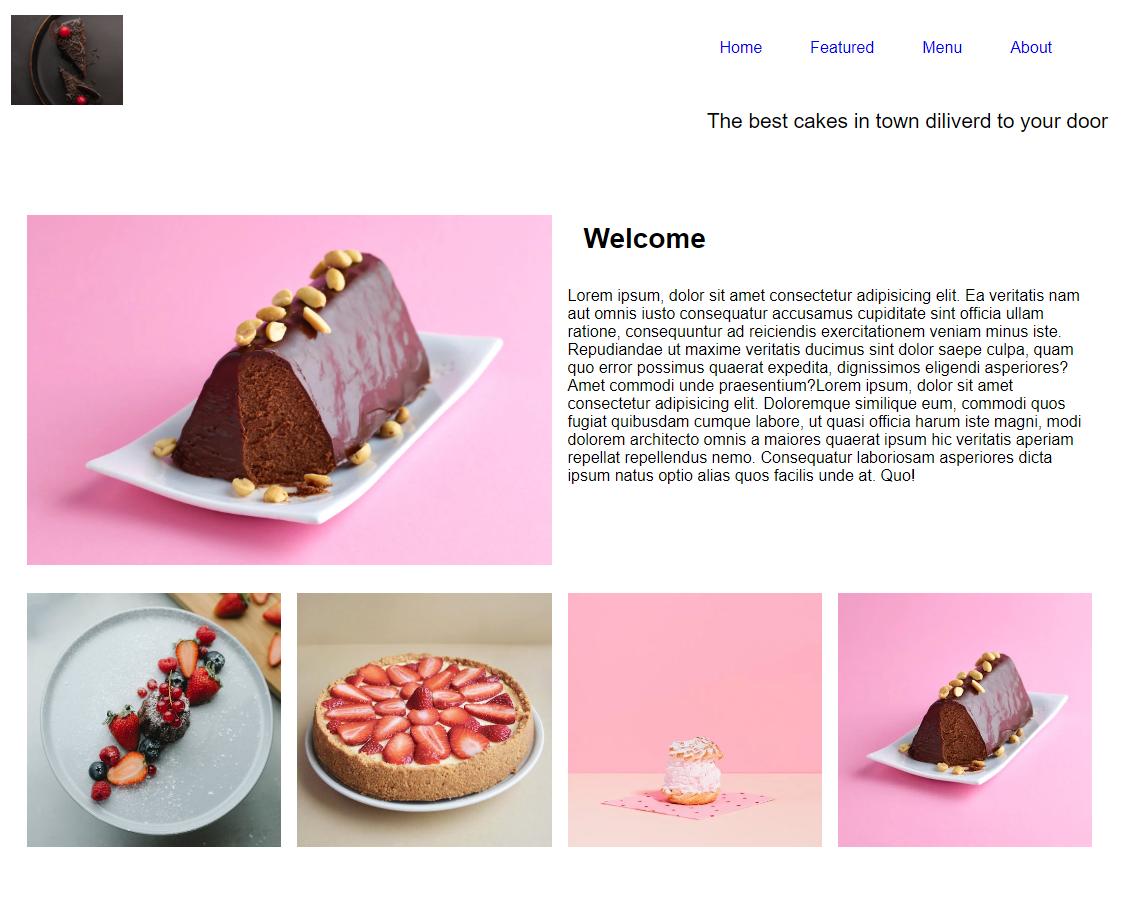 Home Featured Menu About
The best cakes in town diliverd to your door
Welcome
Lorem ipsum, dolor sit amet consectetur adipisicing elit. Ea veritatis nam
aut omnis iusto consequatur accusamus cupiditate sint officia ullam
ratione, consequuntur ad reiciendis exercitationem veniam minus iste.
Repudiandae ut maxime veritatis ducimus sint dolor saepe culpa, quam
quo error possimus quaerat expedita, dignissimos eligendi asperiores?
Amet commodi unde praesentium?Lorem ipsum, dolor sit amet
consectetur adipisicing elit. Doloremque similique eum, commodi quos
fugiat quibusdam cumque labore, ut quasi officia harum iste magni, modi
dolorem architecto omnis a maiores quaerat ipsum hic veritatis aperiam
repellat repellendus nemo. Consequatur laboriosam asperiores dicta
ipsum natus optio alias quos facilis unde at. Quo!